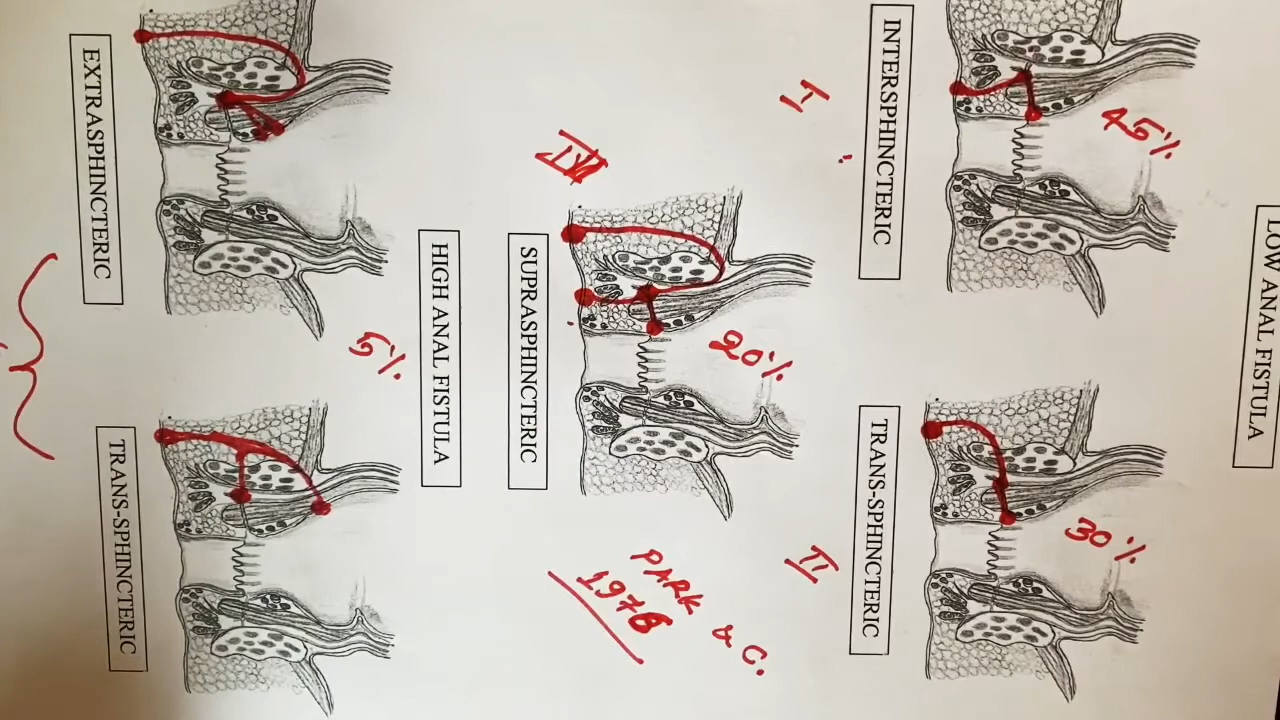 LOW ANAL FISTULA
45%
30%
INTERSPHINCTERIC
TRANS-SPHINCTERIC
I
II
20%
PARK & C.
1976
SUPRASPHINCTERIC
HIGH ANAL FISTULA
5%
EXTRASPHINCTERIC
TRANS-SPHINCTERIC